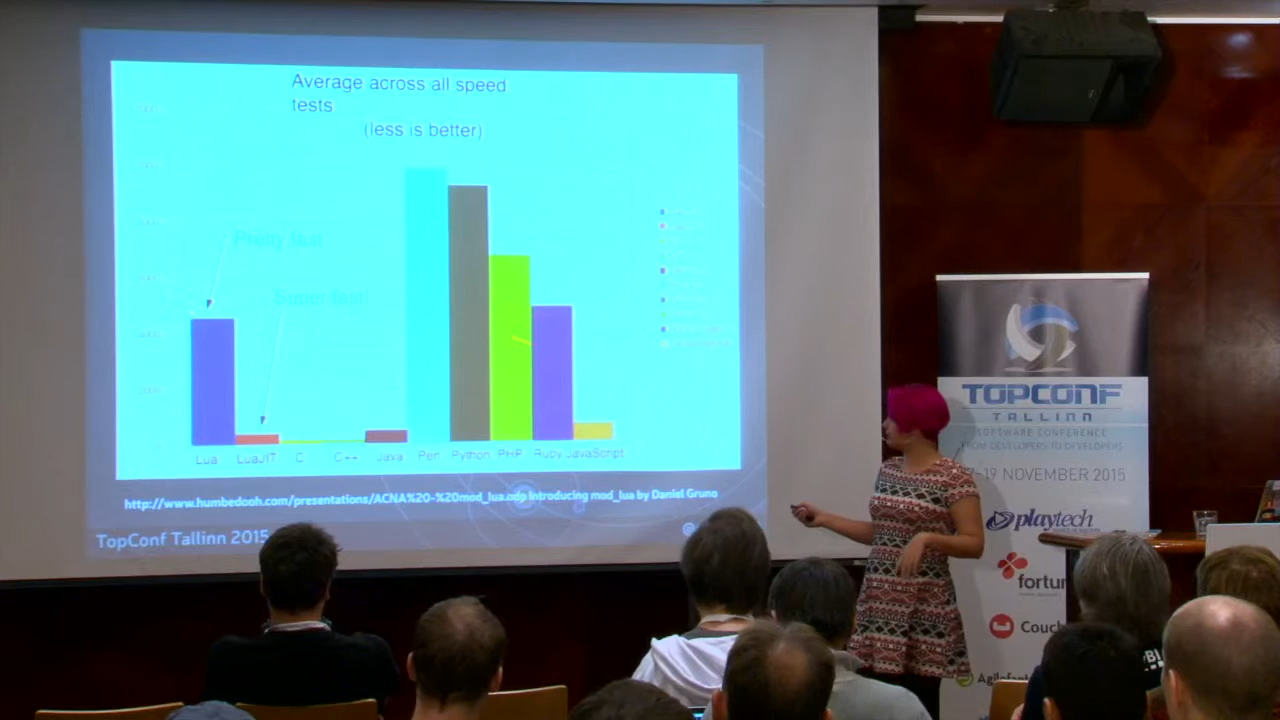 Average across all speed
tests
(less is better)
Pretty fast
Super fast!
Lua LuaJIT C C++ Java Perl Python PHP Ruby JavaScript
http://www.humbedooh.com/presentations/ACNA%20-%20mod_lua.odp Introducing mod_lua by Daniel Gruno
TopConf Tallinn 2015
TOPCONF
TALLINN
SOFTWARE CONFERENCE
FROM DEVELOPERS TO DEVELOPERS
-19 NOVEMBER 2015
playtech
fortu
Couch